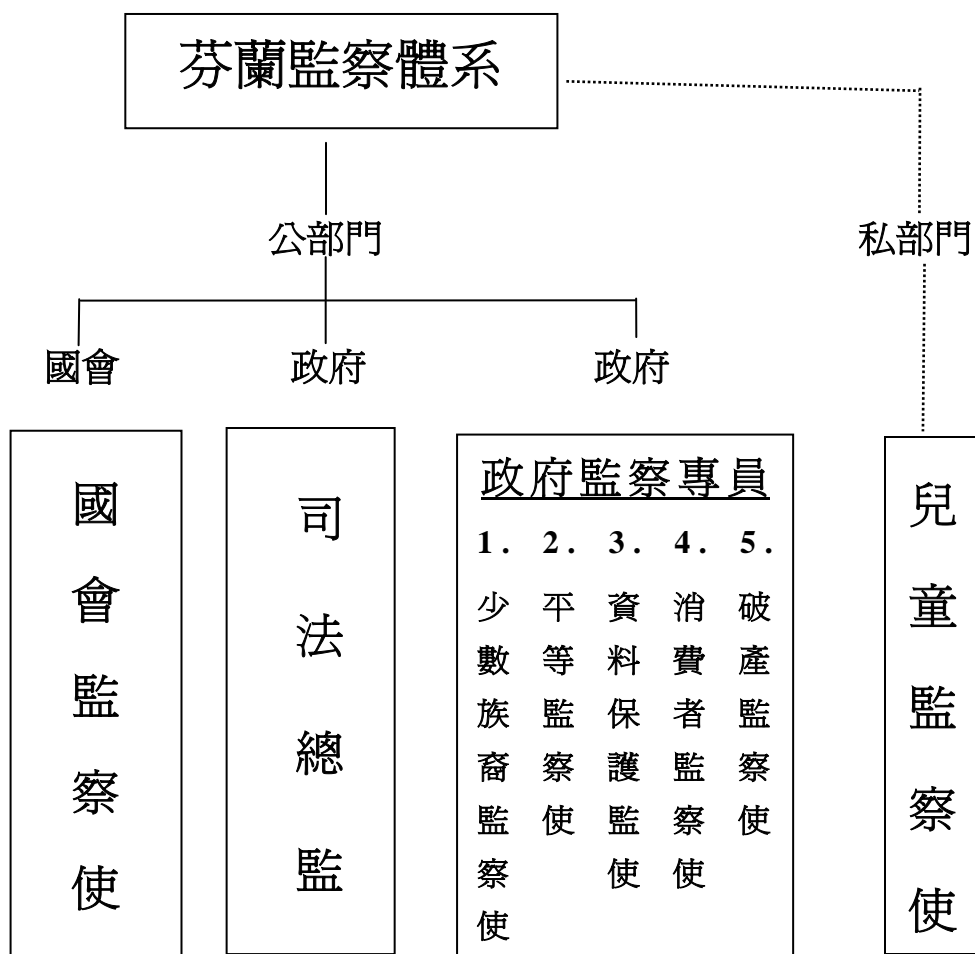 芬蘭監察體系
公部門
私部門
國會
政府
政府
國會監察使
司法總監
政府監察專員
1. 少數族裔監察使
2. 平等監察使
3. 資料保護監察使
4. 消費者監察使
5. 破產監察使
兒童監察使